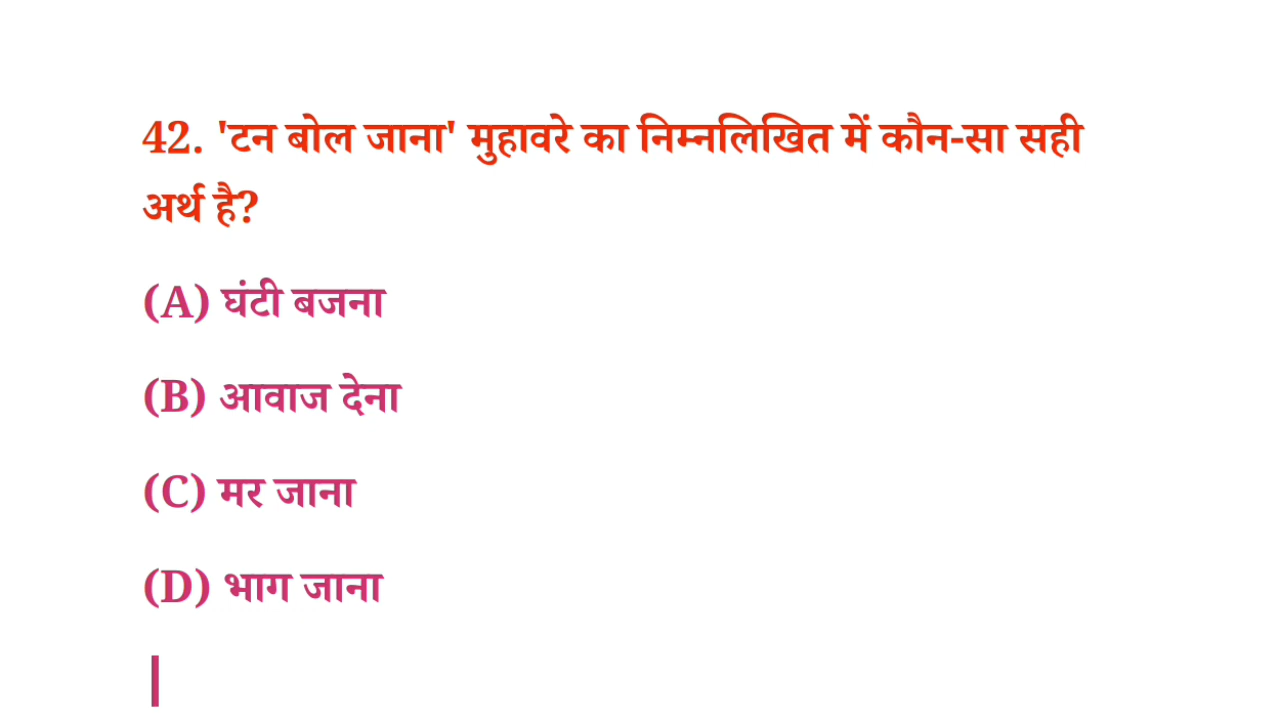 42. 'टन बोल जाना' मुहावरे का निम्नलिखित में कौन-सा सही
अर्थ है?
(A) घंटी बजना
(B) आवाज देना
(C) मर जाना
(D) भाग जाना